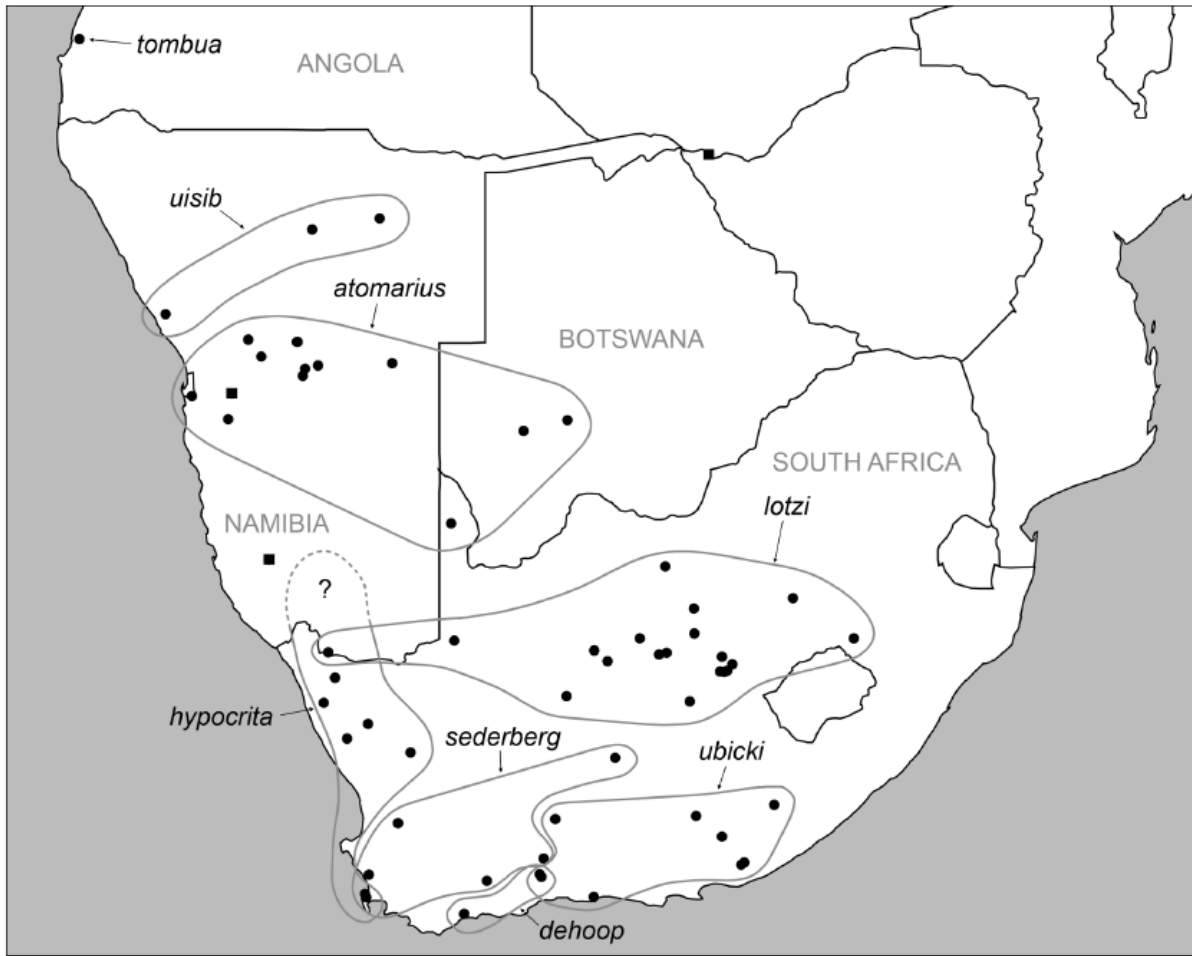 tombua
ANGOLA
uisib
atomarius
BOTSWANA
SOUTH AFRICA
lotzi
NAMIBIA
?
hypocrita
sederberg
ubicki
dehoop